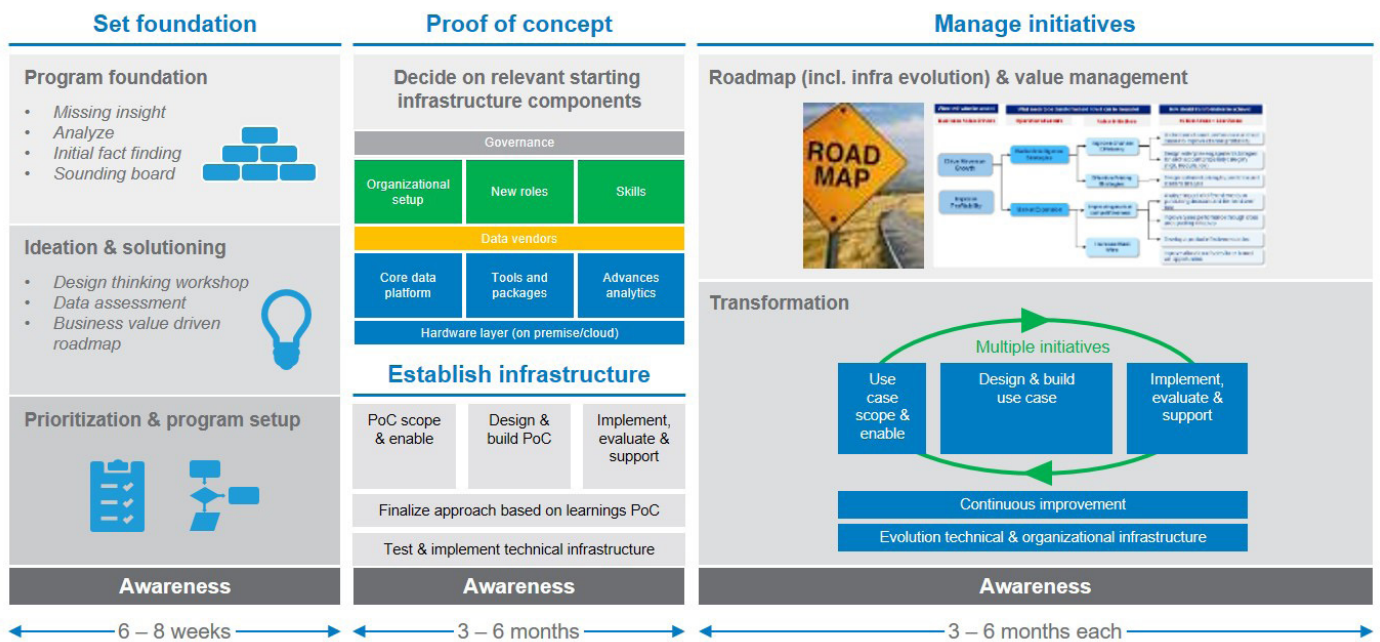 Set foundation
Program foundation
• Missing insight
• Analyze
• Initial fact finding
• Sounding board
Ideation & solutioning
• Design thinking workshop
• Data assessment
• Business value driven
roadmap
Prioritization & program setup
Awareness
6 – 8 weeks
Proof of concept
Decide on relevant starting
infrastructure components
Governance
Organizational
setup
New roles
Skills
Data vendors
Core data
platform
Tools and
packages
Advances
analytics
Hardware layer (on premise/cloud)
Establish infrastructure
PoC scope
& enable
Design &
build PoC
Implement,
evaluate &
support
Finalize approach based on learnings PoC
Test & implement technical infrastructure
Awareness
3 – 6 months
Manage initiatives
Roadmap (incl. infra evolution) & value management
ROAD
MAP
Drive Revenue
Growth
Improve
Profitability
Transformation
Multiple initiatives
Use
case
scope &
enable
Design & build
use case
Implement,
evaluate &
support
Continuous improvement
Evolution technical & organizational infrastructure
Awareness
3 – 6 months each